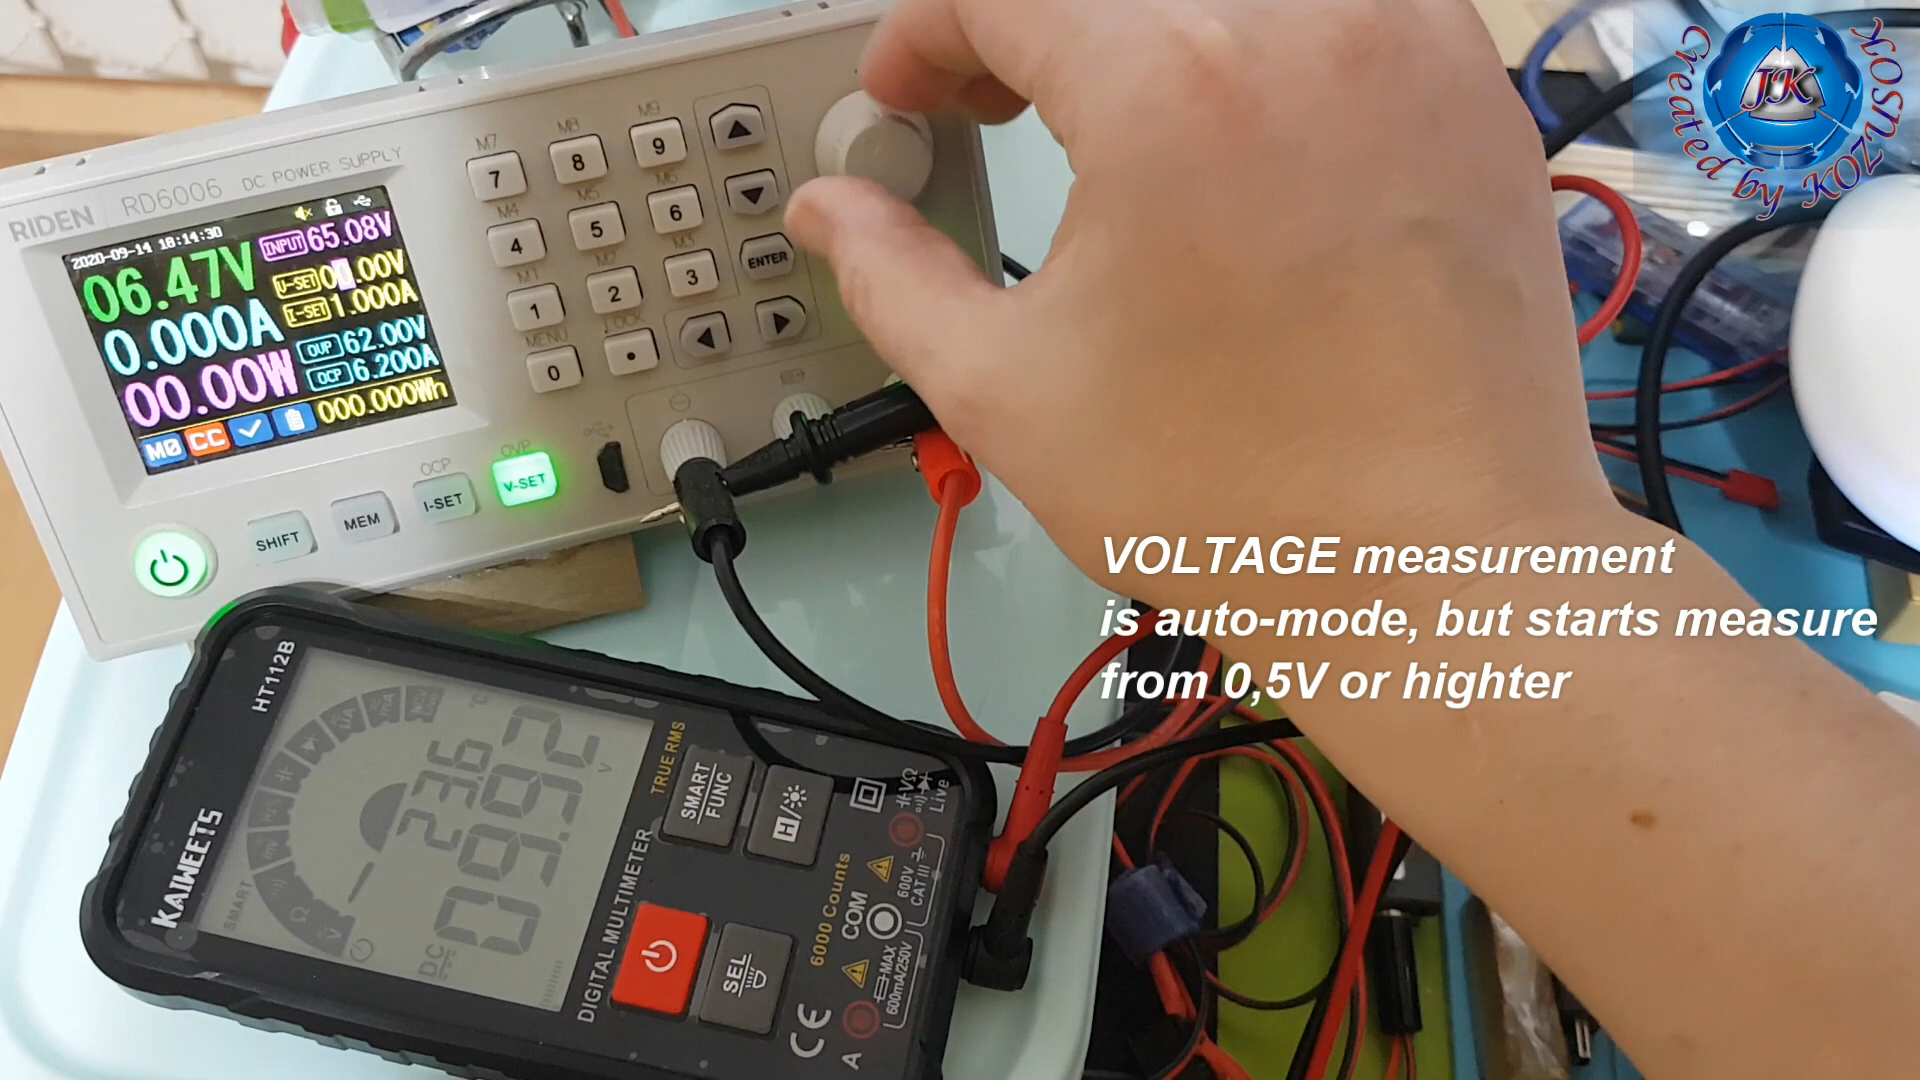 Created by KOZUSOK
JK
RIDEN RD6006 DC POWER SUPPLY
2020-09-14 18:14:30
06.47V
INPUT 65.08V
U-SET
I-SET 1.000A
0.000A
OVP 62.00V
00.00W
OCP 6.200A
000.000Wh
M0 CC
M7 M8 M9
7 8 9
M4 M5 M6
4 5 6
M1 M2 M3
1 2 3
ENTER
MENU LOCK
0 .
OCP OVP
SHIFT MEM I-SET V-SET
VOLTAGE measurement
is auto-mode, but starts measure
from 0,5V or highter
KAIWEETS HT112B
SMART
DC
V
TRUE RMS
SMART
FUNC
H/
DIGITAL MULTIMETER
SEL
6000 Counts
Live
COM
600V
CAT III
MAX
600mA/250V
CE
A